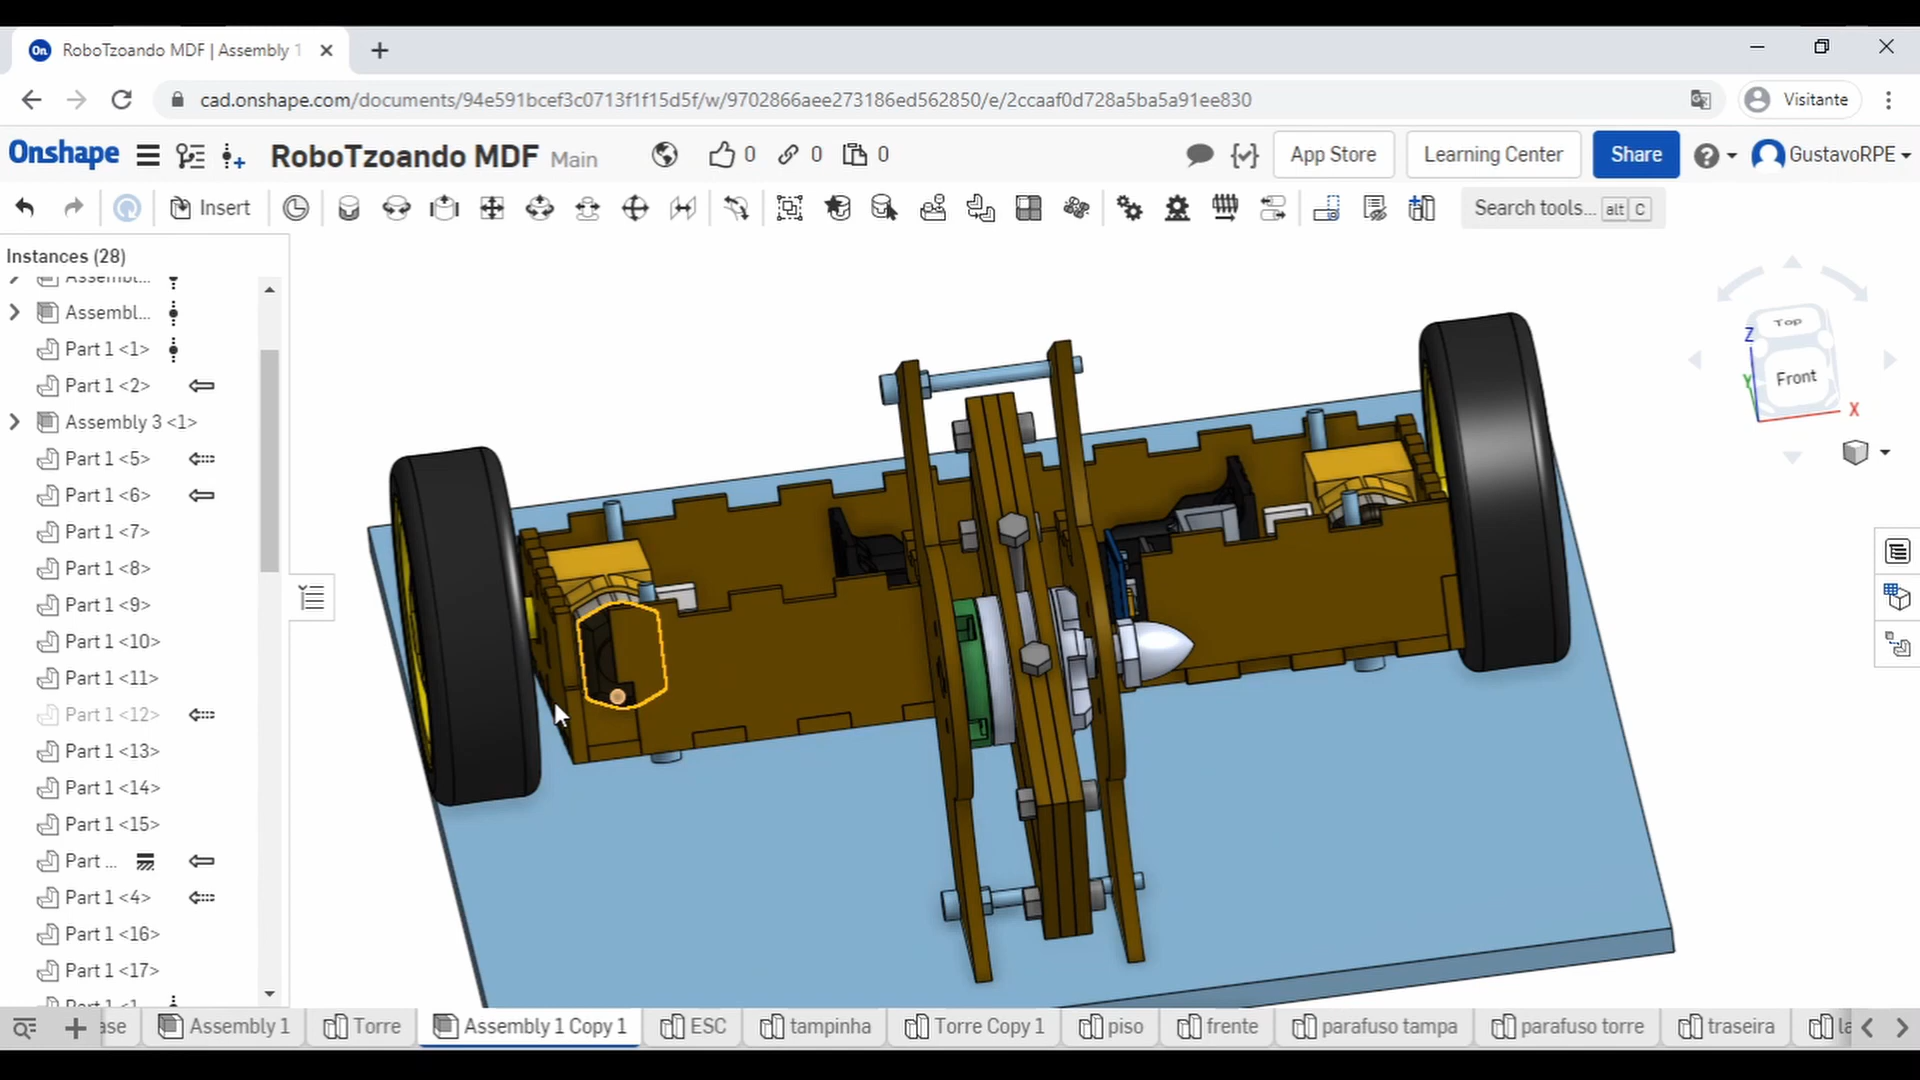 RoboTzoando MDF | Assembly 1
cad.onshape.com/documents/94e591bcef3c0713f1f15d5f/w/9702866aee273186ed562850/e/2ccaaf0d728a5ba5a91ee830
Visitante
Onshape
RoboTzoando MDF Main
0
0
0
App Store
Learning Center
Share
GustavoRPE
Insert
Search tools... alt C
Instances (28)
Assembl...
Assembl...
Part 1 <1>
Part 1 <2>
Assembly 3 <1>
Part 1 <5>
Part 1 <6>
Part 1 <7>
Part 1 <8>
Part 1 <9>
Part 1 <10>
Part 1 <11>
Part 1 <12>
Part 1 <13>
Part 1 <14>
Part 1 <15>
Part ...
Part 1 <4>
Part 1 <16>
Part 1 <17>
Top
Front
Z
Y
X
ase
Assembly 1
Torre
Assembly 1 Copy 1
ESC
tampinha
Torre Copy 1
piso
frente
parafuso tampa
parafuso torre
traseira